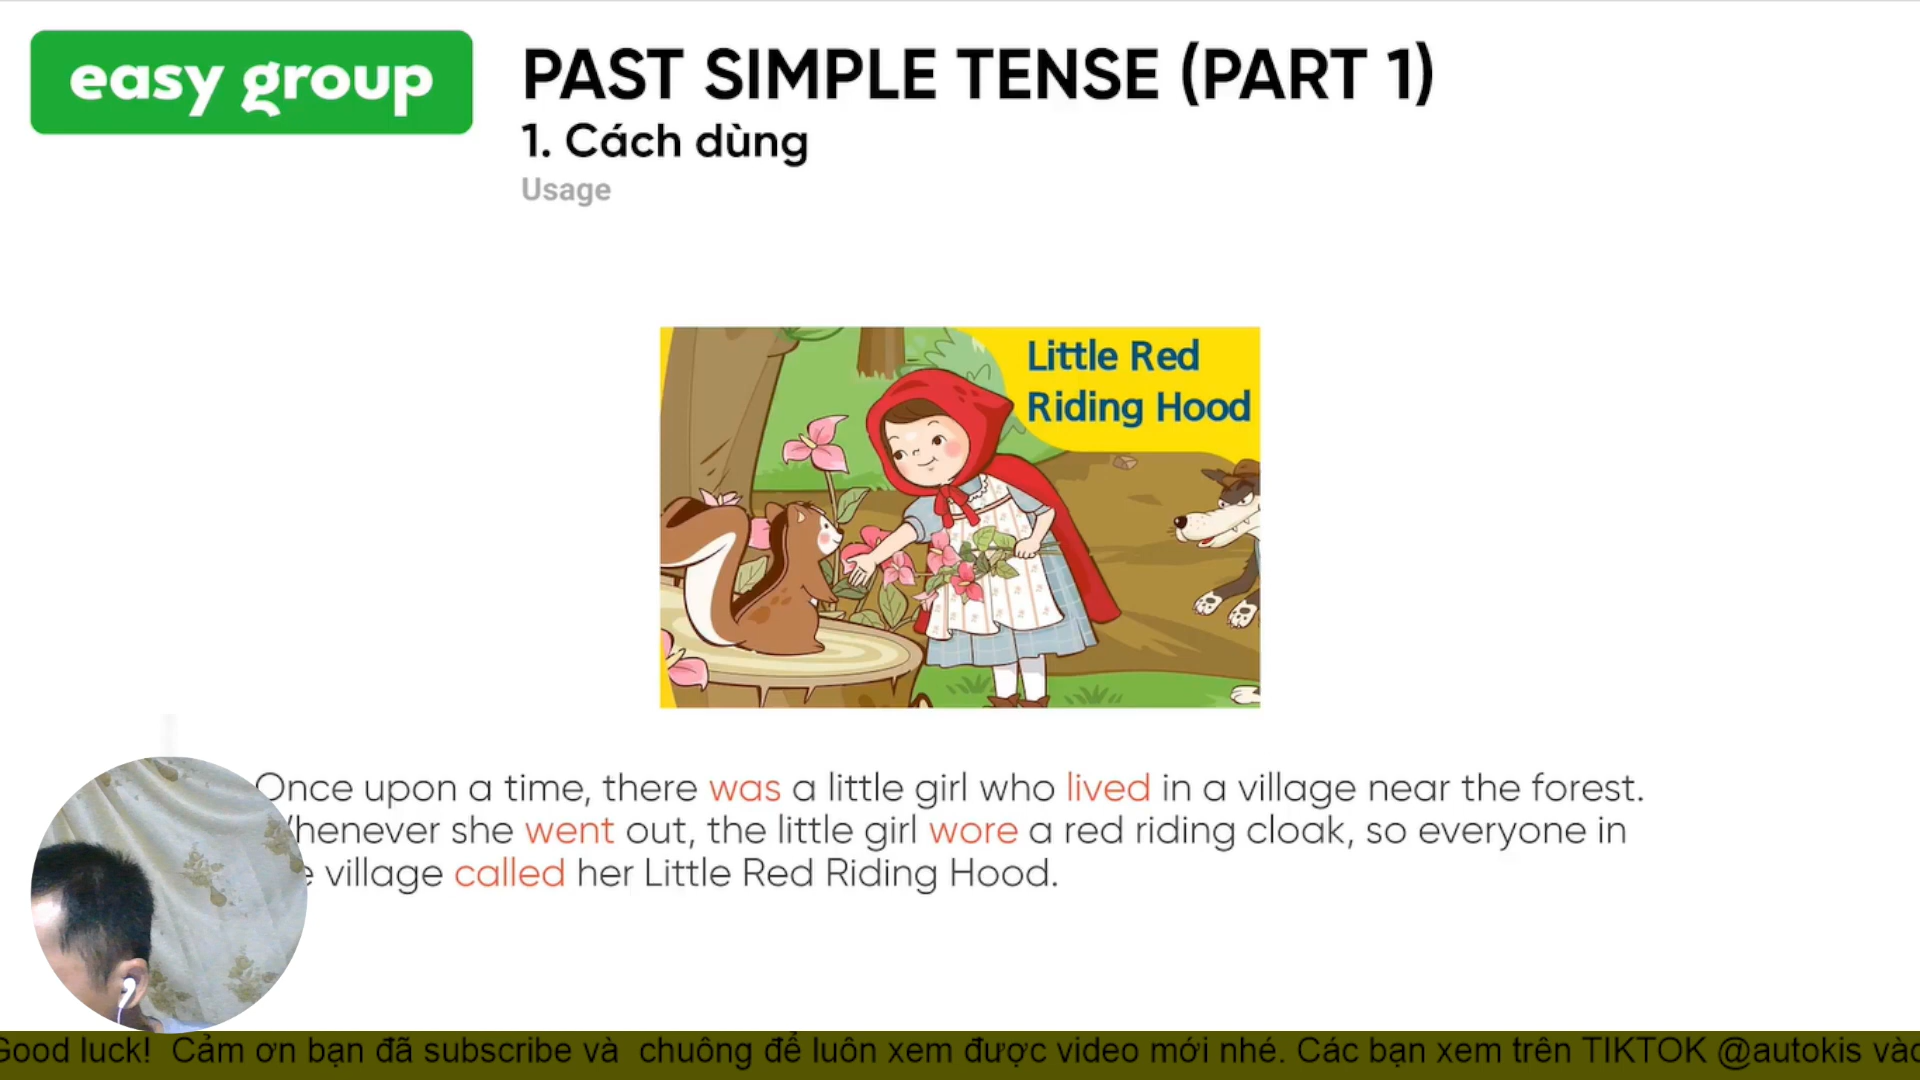 easy group
PAST SIMPLE TENSE (PART 1)
1. Cách dùng
Usage
Little Red
Riding Hood
Once upon a time, there was a little girl who lived in a village near the forest.
she went out, the little girl wore a red riding cloak, so everyone in
village called her Little Red Riding Hood.
Good luck! Cảm ơn bạn đã subscribe và chuông để luôn xem được video mới nhé. Các bạn xem trên TIKTOK @autokis